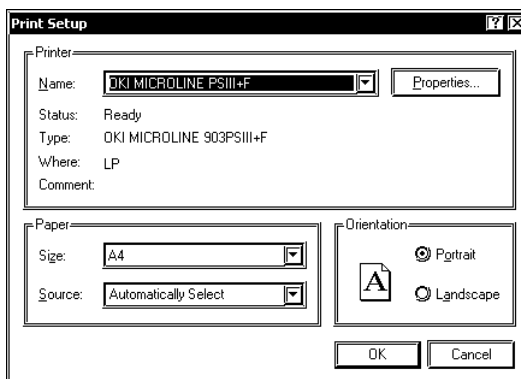 Print Setup
Printer
Name: OKI MICROLINE PSIII+F Properties...
Status: Ready
Type: OKI MICROLINE 903PSIII+F
Where: LP
Comment:
Paper
Size: A4
Source: Automatically Select
Orientation
A
Portrait
Landscape
OK Cancel